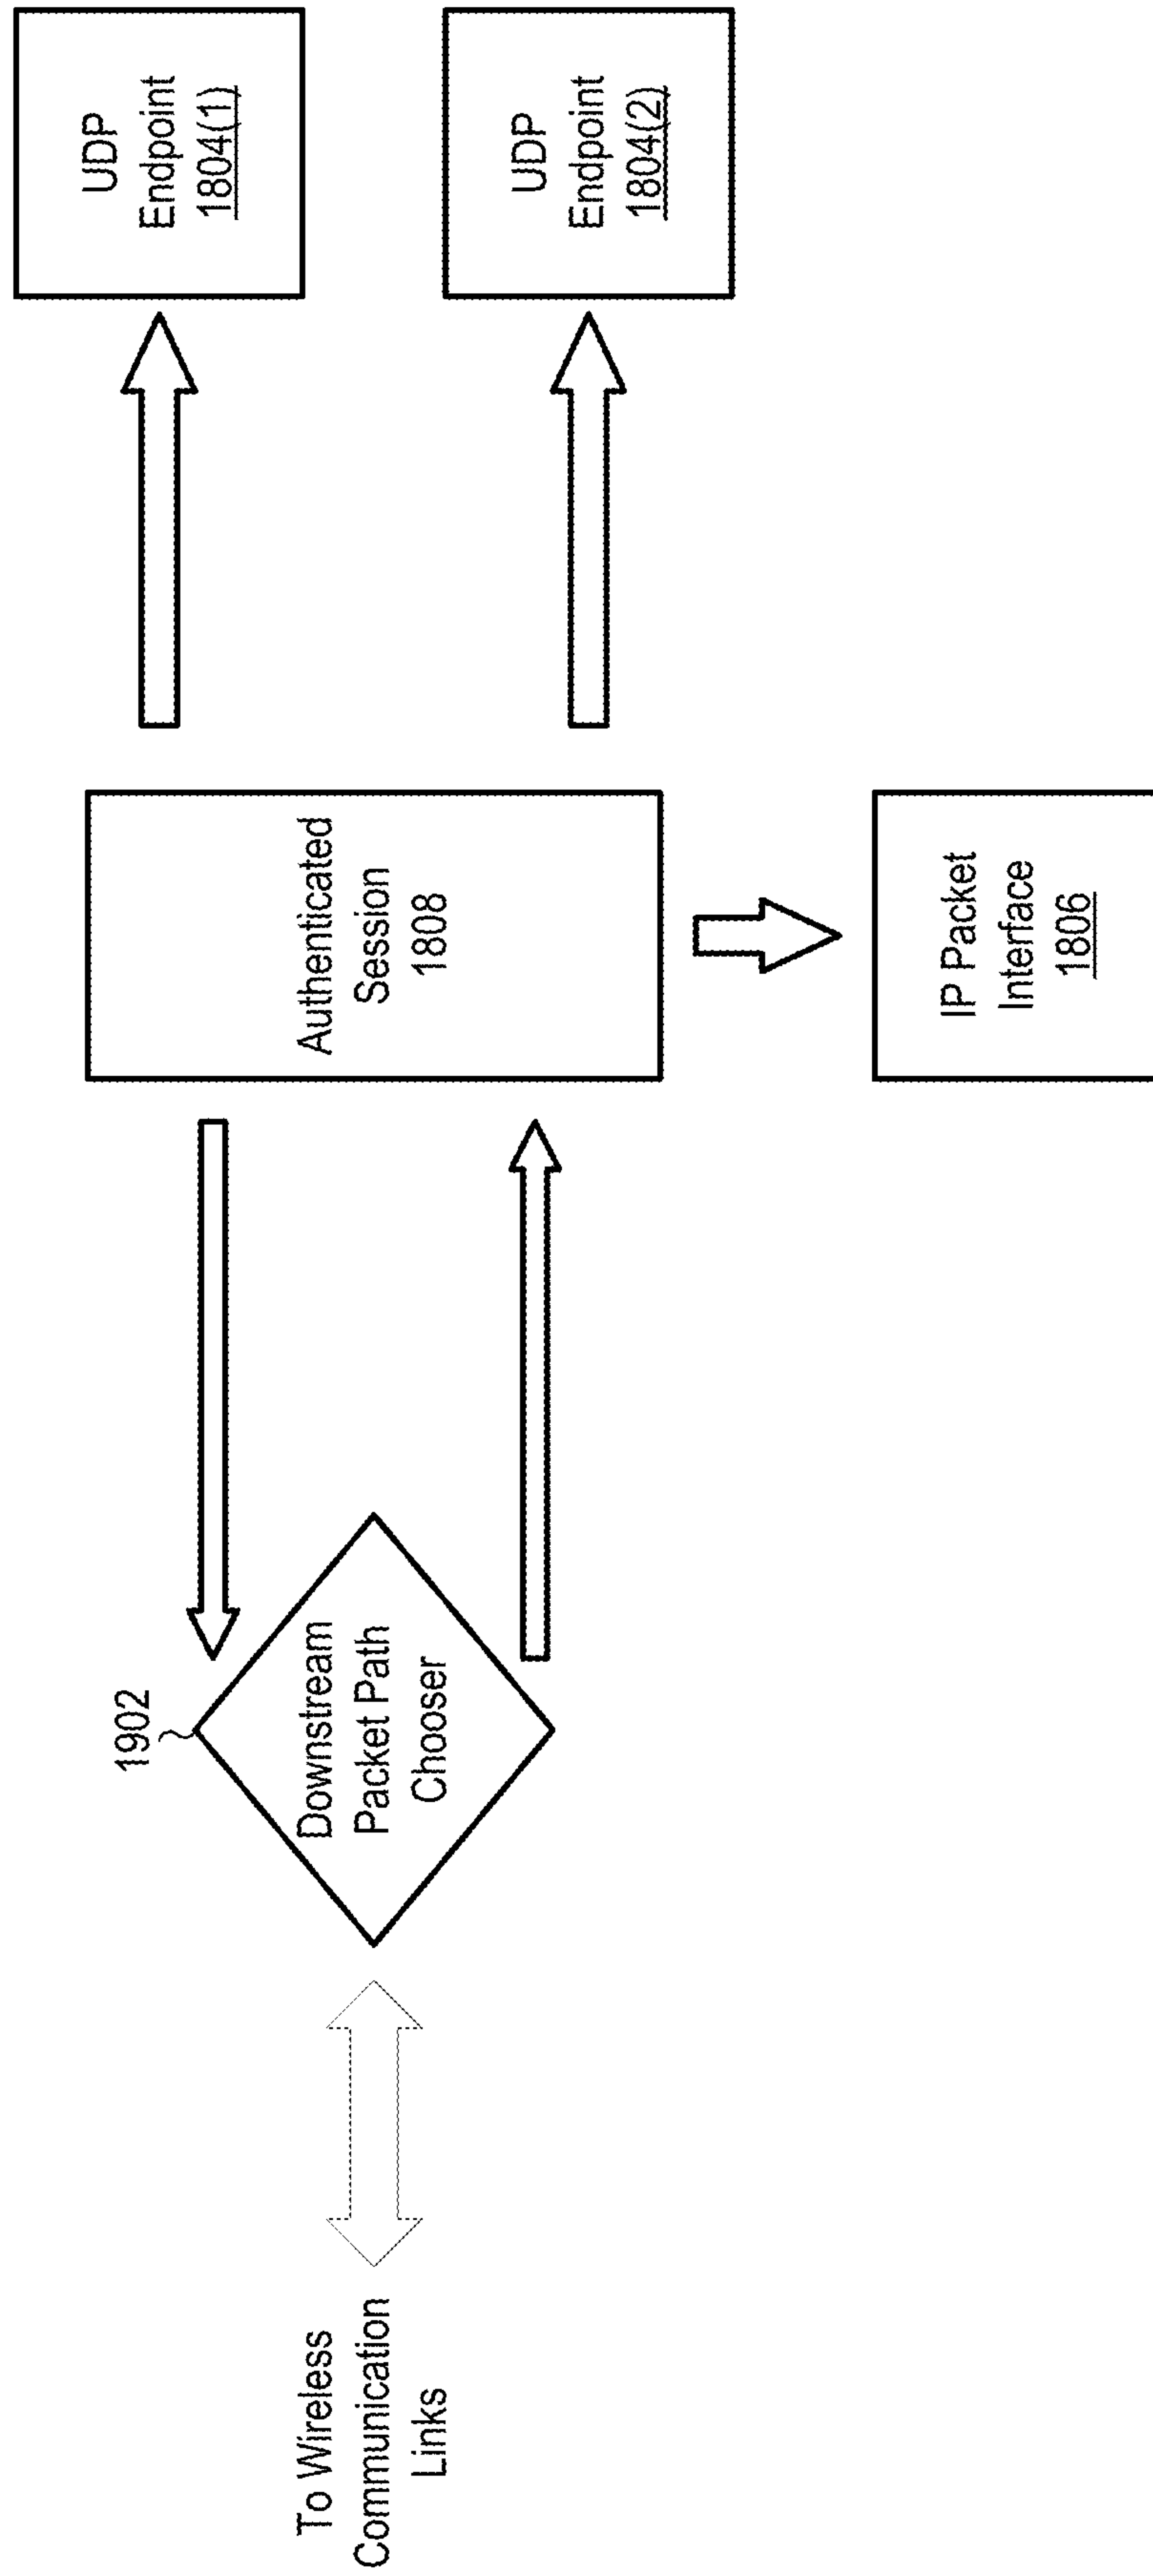 To Wireless
Communication
Links
1902
Downstream
Packet Path
Chooser
Authenticated
Session
1808
UDP
Endpoint
1804(1)
UDP
Endpoint
1804(2)
IP Packet
Interface
1806